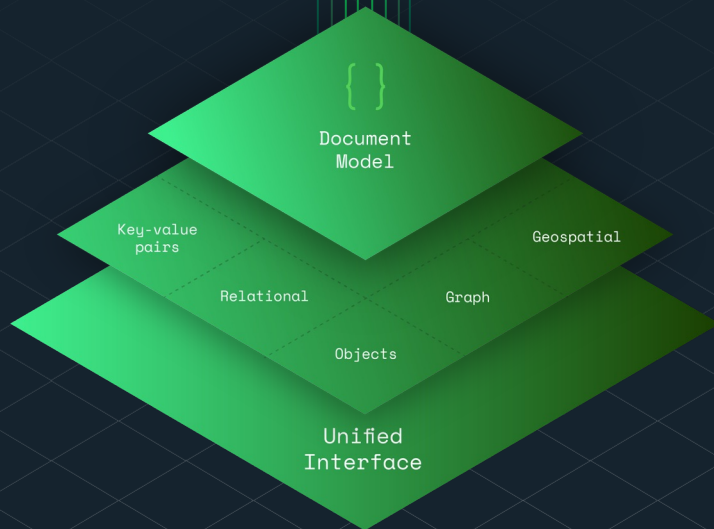 { }
Document
Model
Key-value
pairs
Geospatial
Relational
Graph
Objects
Unified
Interface